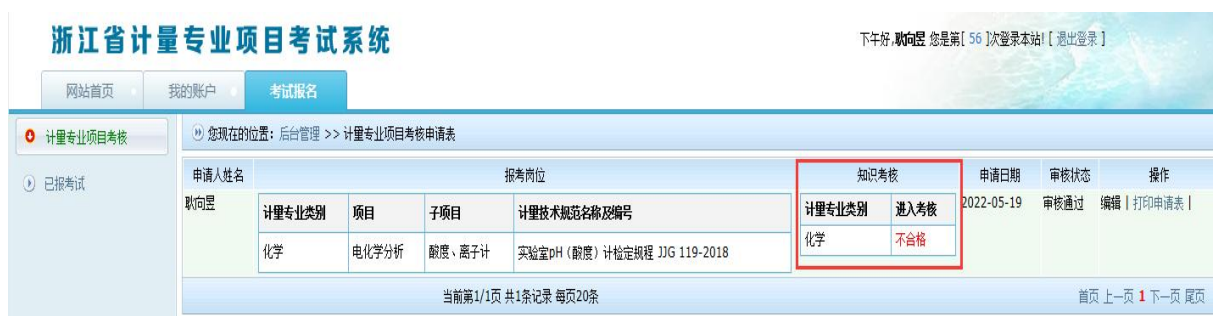 浙江省计量专业项目考试系统
下午好,耿向昱 您是第[ 56 ]次登录本站! [ 退出登录 ]
网站首页 我的账户 考试报名
计量专业项目考核
您现在的位置：后台管理 >> 计量专业项目考核申请表
已报考试
申请人姓名 报考岗位 知识考核 申请日期 审核状态 操作
耿向昱
计量专业类别 项目 子项目 计量技术规范名称及编号 计量专业类别 进入考核
2022-05-19 审核通过 编辑 | 打印申请表 |
化学 电化学分析 酸度、离子计 实验室pH（酸度）计检定规程 JJG 119-2018 化学 不合格
当前第1/1页 共1条记录 每页20条 首页 上一页 1 下一页 尾页